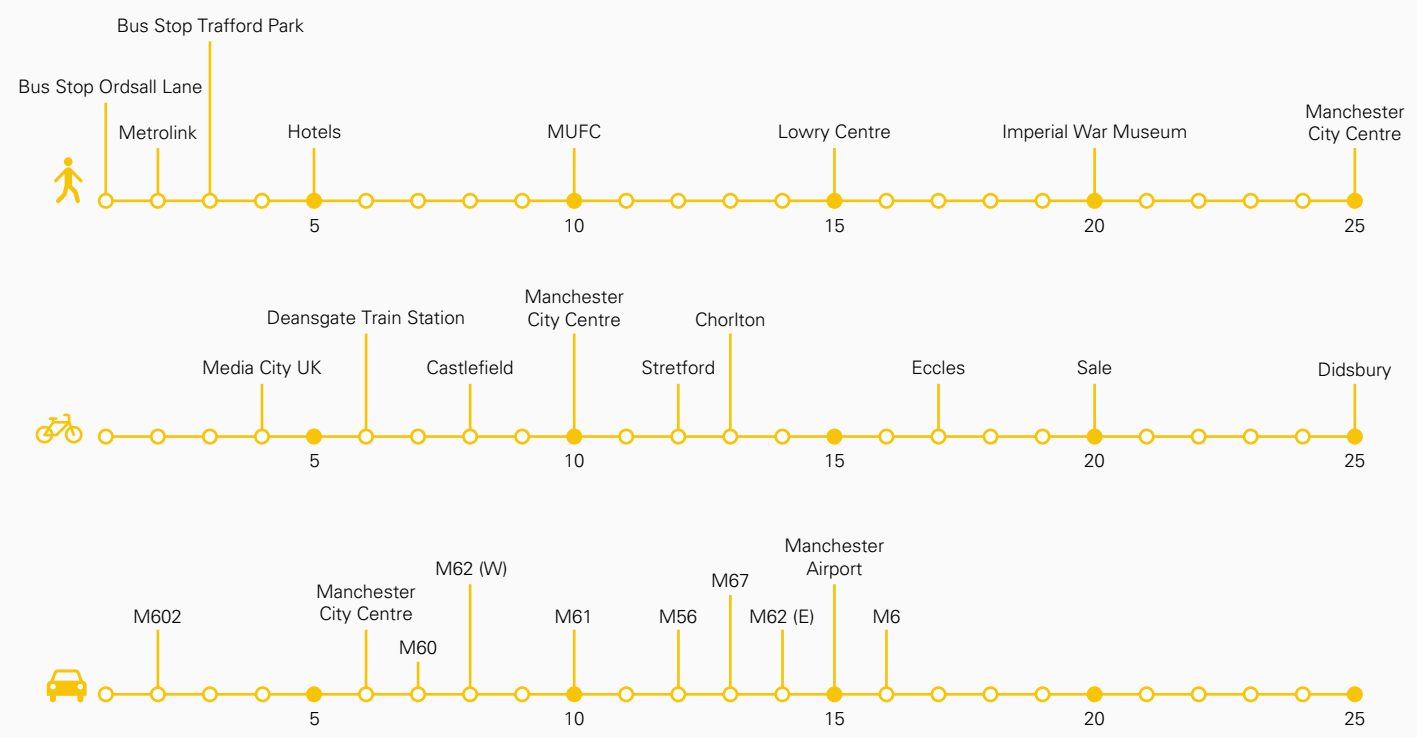 Bus Stop Trafford Park
Bus Stop Ordsall Lane
Metrolink
Hotels
MUFC
Lowry Centre
Imperial War Museum
Manchester
City Centre
5
10
15
20
25
Media City UK
Deansgate Train Station
Castlefield
Manchester
City Centre
Stretford
Chorlton
Eccles
Sale
Didsbury
5
10
15
20
25
M602
Manchester
City Centre
M60
M62 (W)
M61
M56
M67
M62 (E)
Manchester
Airport
M6
5
10
15
20
25